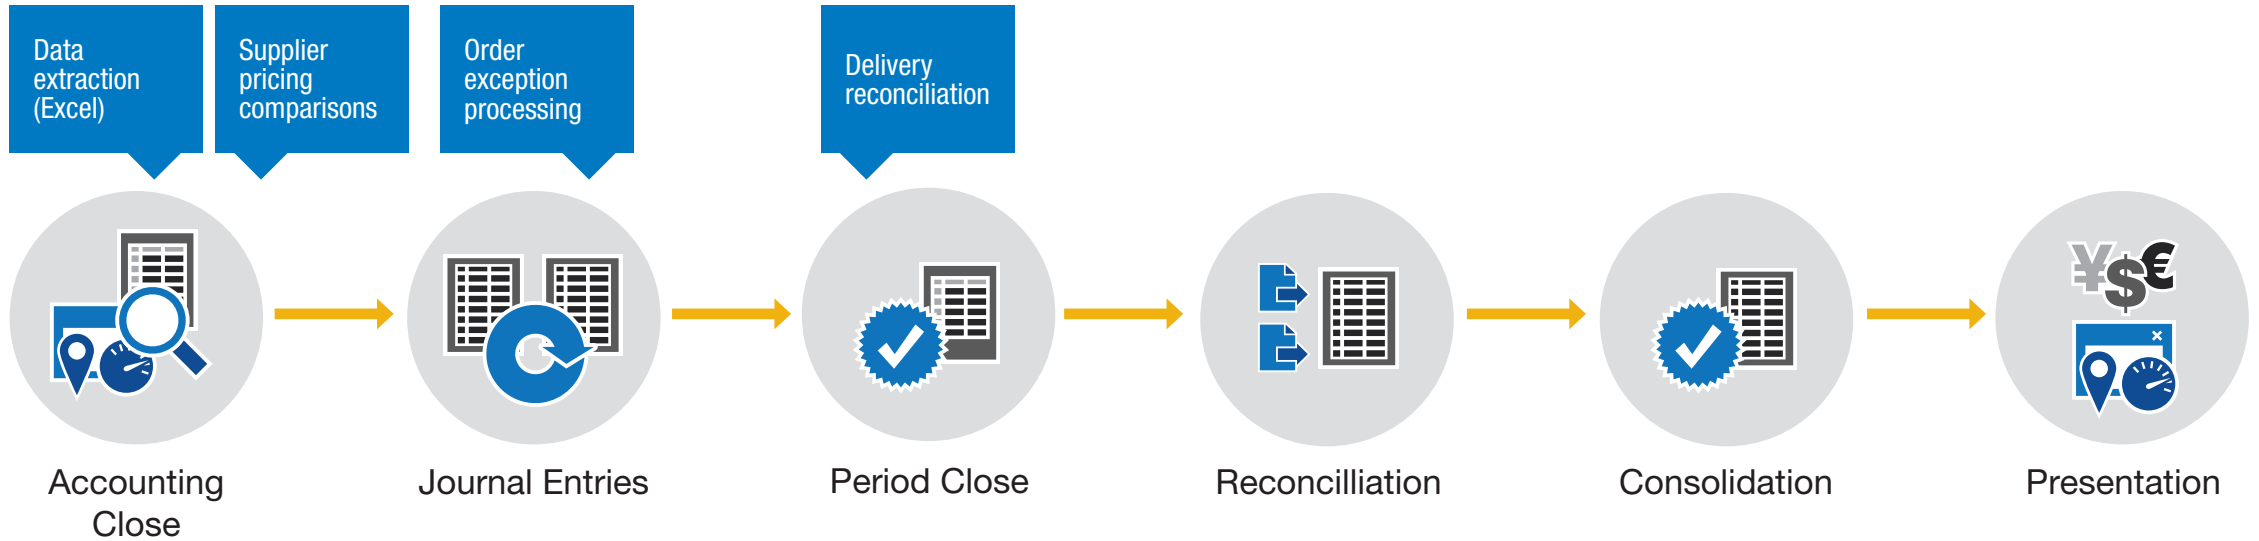 Data
extraction
(Excel)
Supplier
pricing
comparisons
Order
exception
processing
Delivery
reconciliation
¥$€
Accounting
Close
Journal Entries
Period Close
Reconcilliation
Consolidation
Presentation